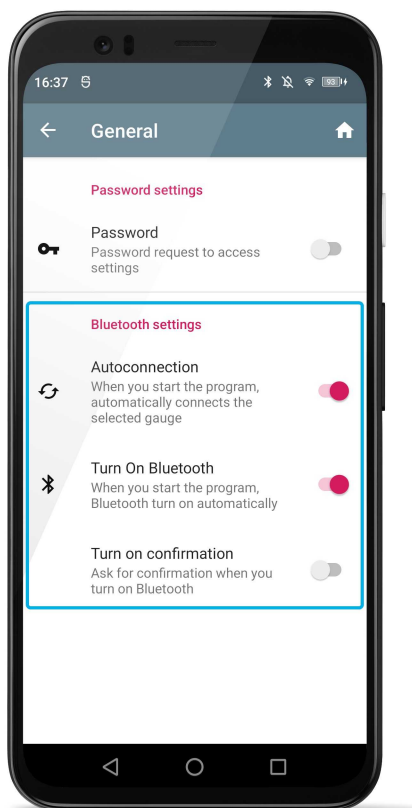 16:37
93
General
Password settings
Password
Password request to access
settings
Bluetooth settings
Autoconnection
When you start the program,
automatically connects the
selected gauge
Turn On Bluetooth
When you start the program,
Bluetooth turn on automatically
Turn on confirmation
Ask for confirmation when you
turn on Bluetooth